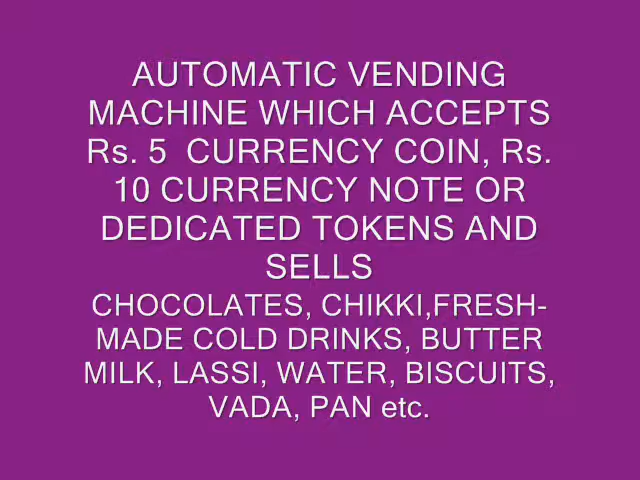 AUTOMATIC VENDING
MACHINE WHICH ACCEPTS
Rs. 5  CURRENCY COIN, Rs.
10 CURRENCY NOTE OR
DEDICATED TOKENS AND
SELLS
CHOCOLATES, CHIKKI,FRESH-
MADE COLD DRINKS, BUTTER
MILK, LASSI, WATER, BISCUITS,
VADA, PAN etc.